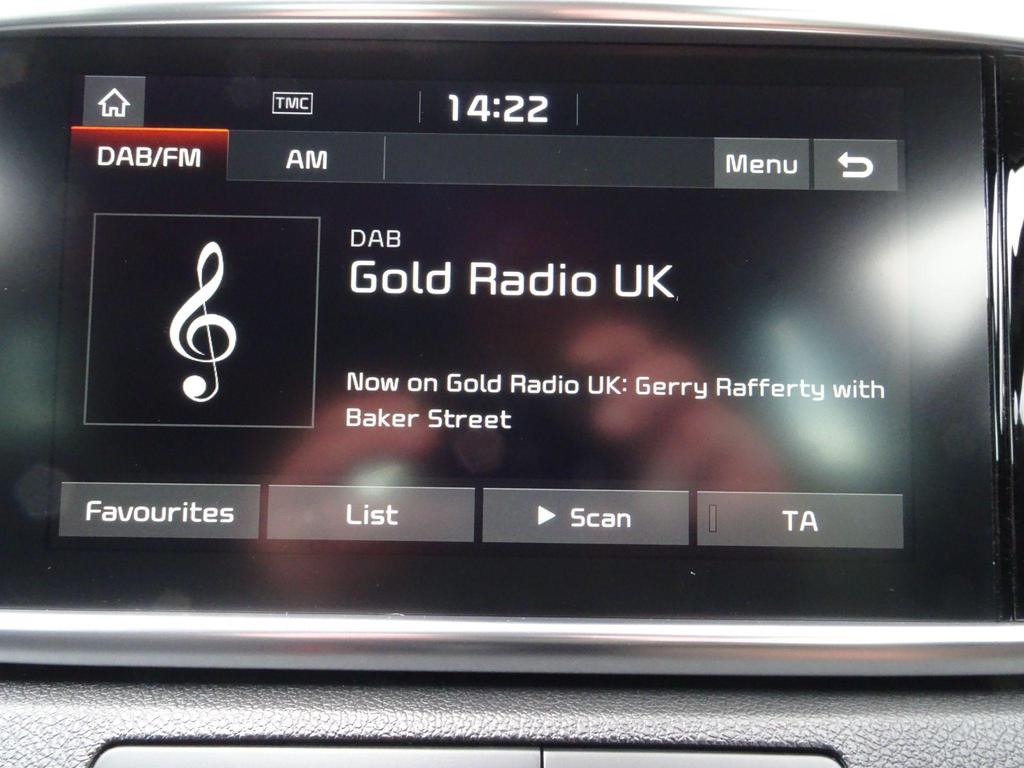 TMC
14:22
DAB/FM
AM
Menu
DAB
Gold Radio UK
Now on Gold Radio UK: Gerry Rafferty with
Baker Street
Favourites
List
Scan
TA